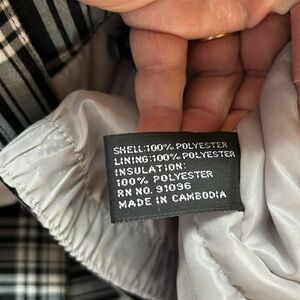 SHELL:100% POLYESTER
LINING:100% POLYESTER
INSULATION:
100% POLYESTER
RN NO. 91096
MADE IN CAMBODIA